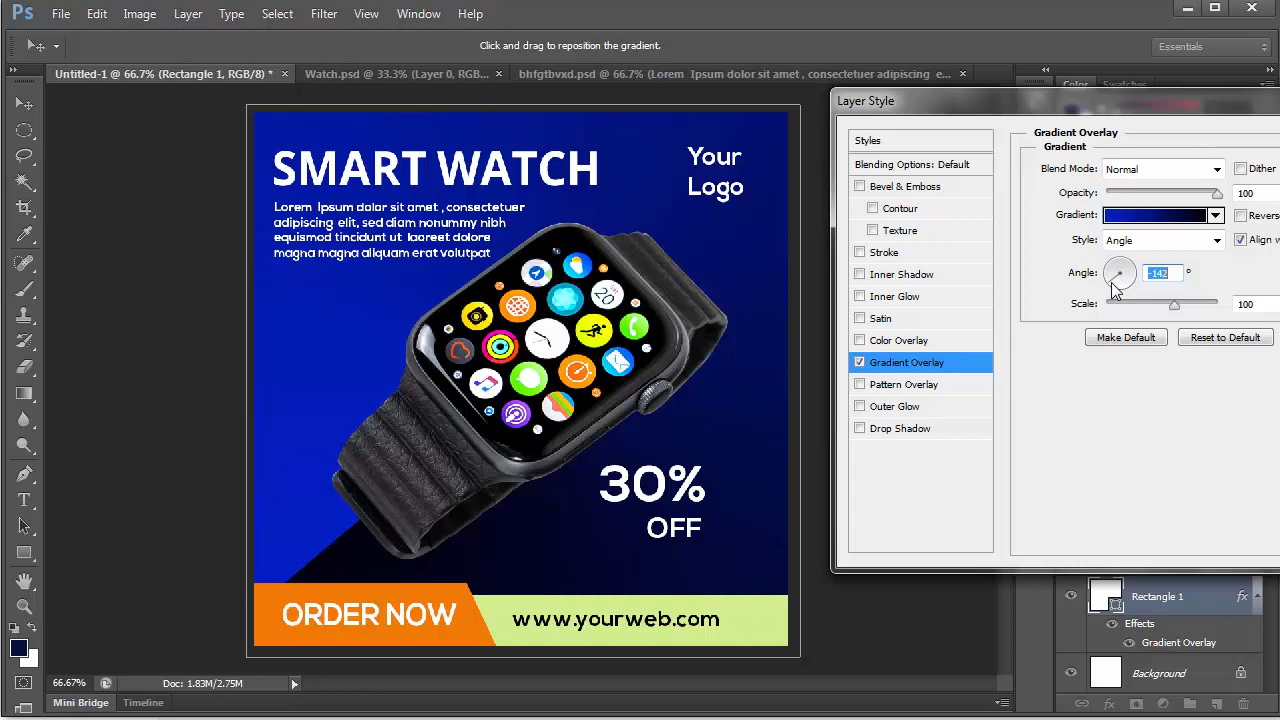 Ps File Edit Image Layer Type Select Filter View Window Help
Click and drag to reposition the gradient.
Essentials
Untitled-1 @ 66.7% (Rectangle 1, RGB/8) *
Watch.psd @ 33.3% (Layer 0, RGB...
bhfgtbvxd.psd @ 66.7% (Lorem Ipsum dolor sit amet , consectetuer adipiscing e...
Color Swatches
SMART WATCH
Your
Logo
Lorem Ipsum dolar sit amet , consectetuer
adipiscing elit, sed diam nonummy nibh
equismod tincidunt ut laoreet dolore
magna magna aliquam erat volutpat
20
30%
OFF
ORDER NOW
www.yourweb.com
Layer Style
Styles
Blending Options: Default
Bevel & Emboss
Contour
Texture
Stroke
Inner Shadow
Inner Glow
Satin
Color Overlay
Gradient Overlay
Pattern Overlay
Outer Glow
Drop Shadow
Gradient Overlay
Gradient
Blend Mode: Normal Dither
Opacity: 100
Gradient: Revers
Style: Angle Align w
Angle: -142 °
Scale: 100
Make Default Reset to Default
Rectangle 1 fx
Effects
Gradient Overlay
Background
fx
66.67% Doc: 1.83M/2.75M
Mini Bridge Timeline